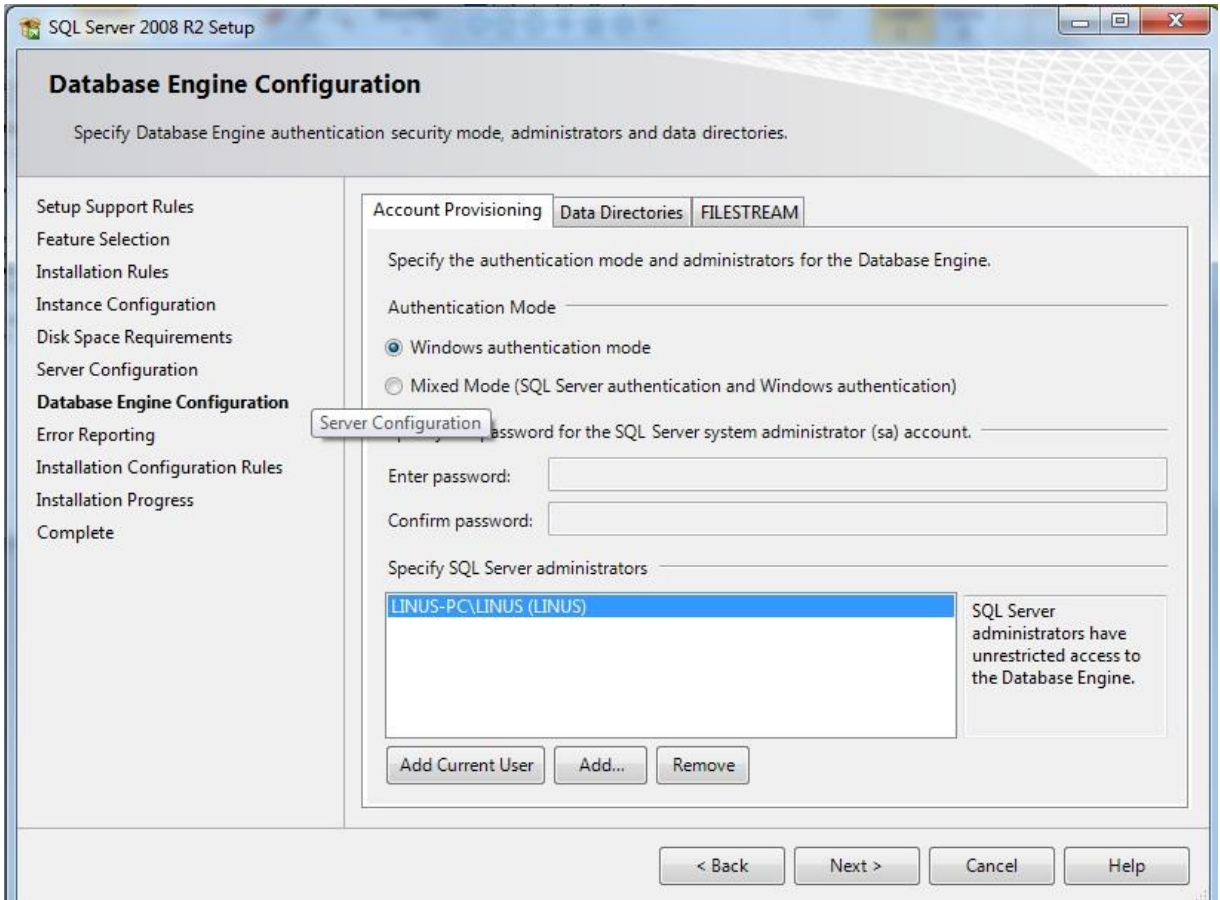 SQL Server 2008 R2 Setup
Database Engine Configuration
Specify Database Engine authentication security mode, administrators and data directories.
Setup Support Rules
Feature Selection
Installation Rules
Instance Configuration
Disk Space Requirements
Server Configuration
Database Engine Configuration
Error Reporting
Installation Configuration Rules
Installation Progress
Complete
Server Configuration
Account Provisioning
Data Directories
FILESTREAM
Specify the authentication mode and administrators for the Database Engine.
Authentication Mode
Windows authentication mode
Mixed Mode (SQL Server authentication and Windows authentication)
password for the SQL Server system administrator (sa) account.
Enter password:
Confirm password:
Specify SQL Server administrators
LINUS-PC\LINUS (LINUS)
SQL Server
administrators have
unrestricted access to
the Database Engine.
Add Current User
Add...
Remove
< Back
Next >
Cancel
Help